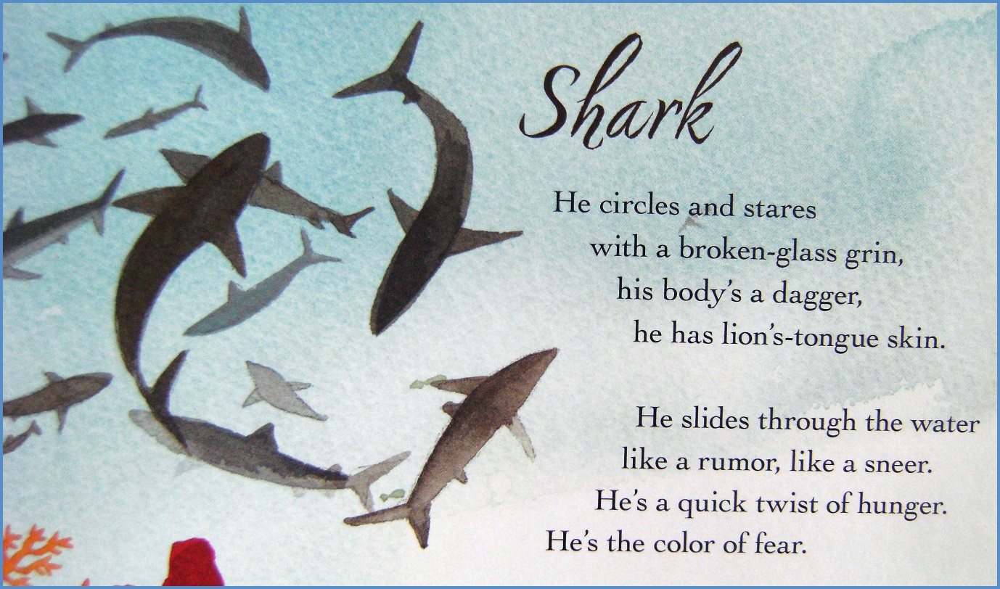 Shark
He circles and stares
with a broken-glass grin,
his body’s a dagger,
he has lion’s-tongue skin.
He slides through the water
like a rumor, like a sneer.
He’s a quick twist of hunger.
He’s the color of fear.